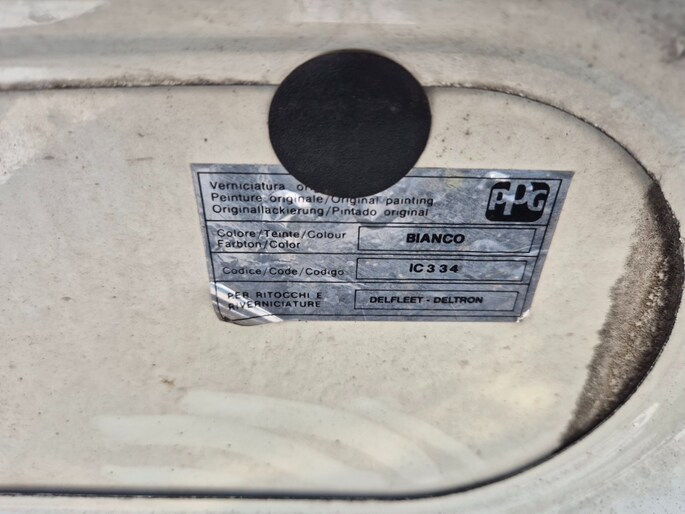 Verniciatura
Peinture originale/Original painting
Originallackierung/Pintado original
PPG
Colore/Teinte/Colour
Farbton/Color
BIANCO
Codice/Code/Codigo
IC334
PER RITOCCHI E
RIVERNICIATURE
DELFLEET - DELTRON